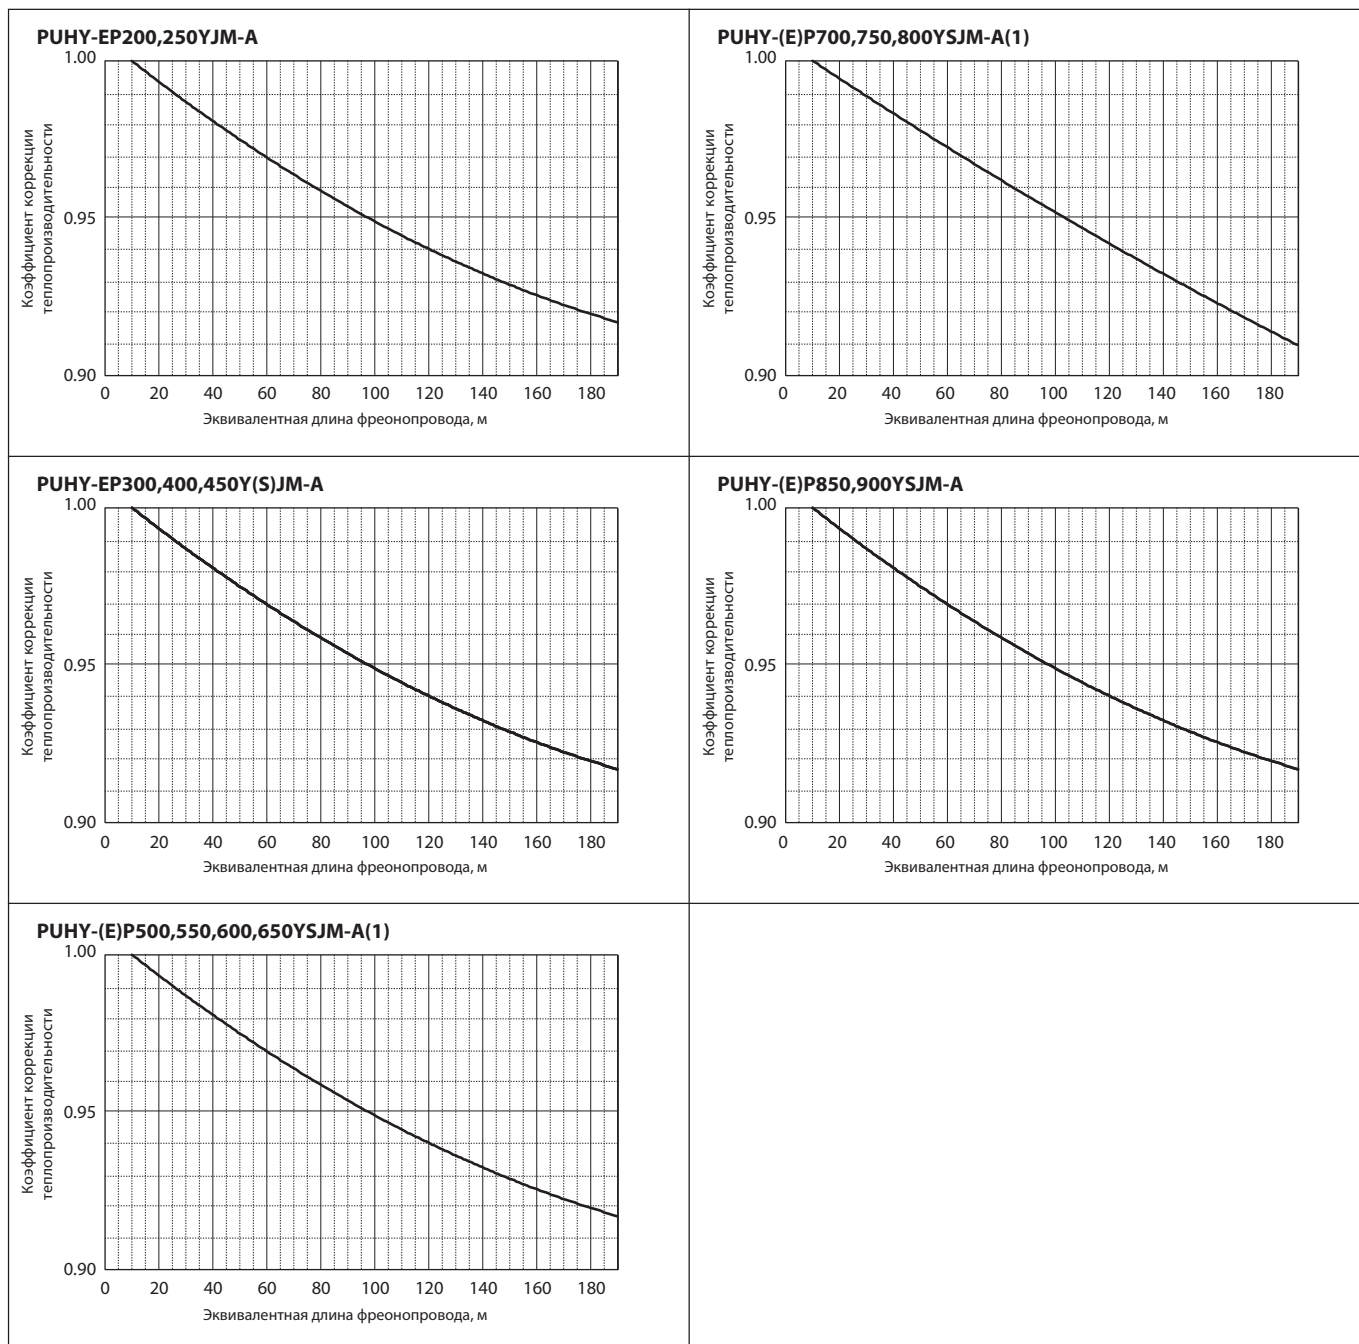 PUHY-EP200,250YJM-A
Коэффициент коррекции
теплопроизводительности
1.00
0.95
0.90
0 20 40 60 80 100 120 140 160 180
Эквивалентная длина фреонопровода, м
PUHY-(E)P700,750,800YSJM-A(1)
Коэффициент коррекции
теплопроизводительности
1.00
0.95
0.90
0 20 40 60 80 100 120 140 160 180
Эквивалентная длина фреонопровода, м
PUHY-EP300,400,450Y(S)JM-A
Коэффициент коррекции
теплопроизводительности
1.00
0.95
0.90
0 20 40 60 80 100 120 140 160 180
Эквивалентная длина фреонопровода, м
PUHY-(E)P850,900YSJM-A
Коэффициент коррекции
теплопроизводительности
1.00
0.95
0.90
0 20 40 60 80 100 120 140 160 180
Эквивалентная длина фреонопровода, м
PUHY-(E)P500,550,600,650YSJM-A(1)
Коэффициент коррекции
теплопроизводительности
1.00
0.95
0.90
0 20 40 60 80 100 120 140 160 180
Эквивалентная длина фреонопровода, м